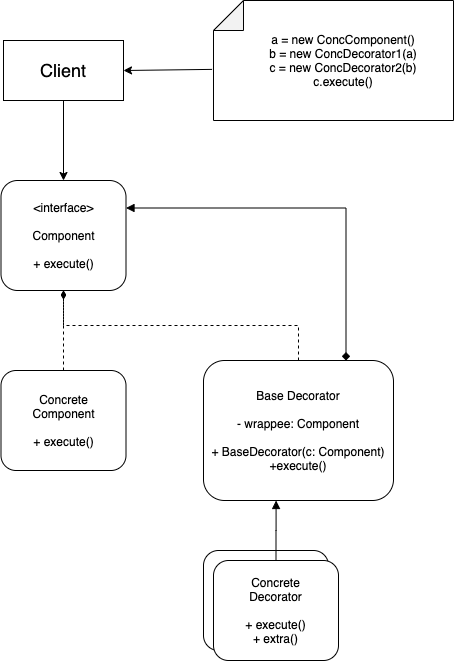 a = new ConcComponent()
b = new ConcDecorator1(a)
c = new ConcDecorator2(b)
c.execute()
Client
<interface>
Component
+ execute()
Concrete
Component
+ execute()
Base Decorator
- wrappee: Component
+ BaseDecorator(c: Component)
+execute()
Concrete
Decorator
+ execute()
+ extra()